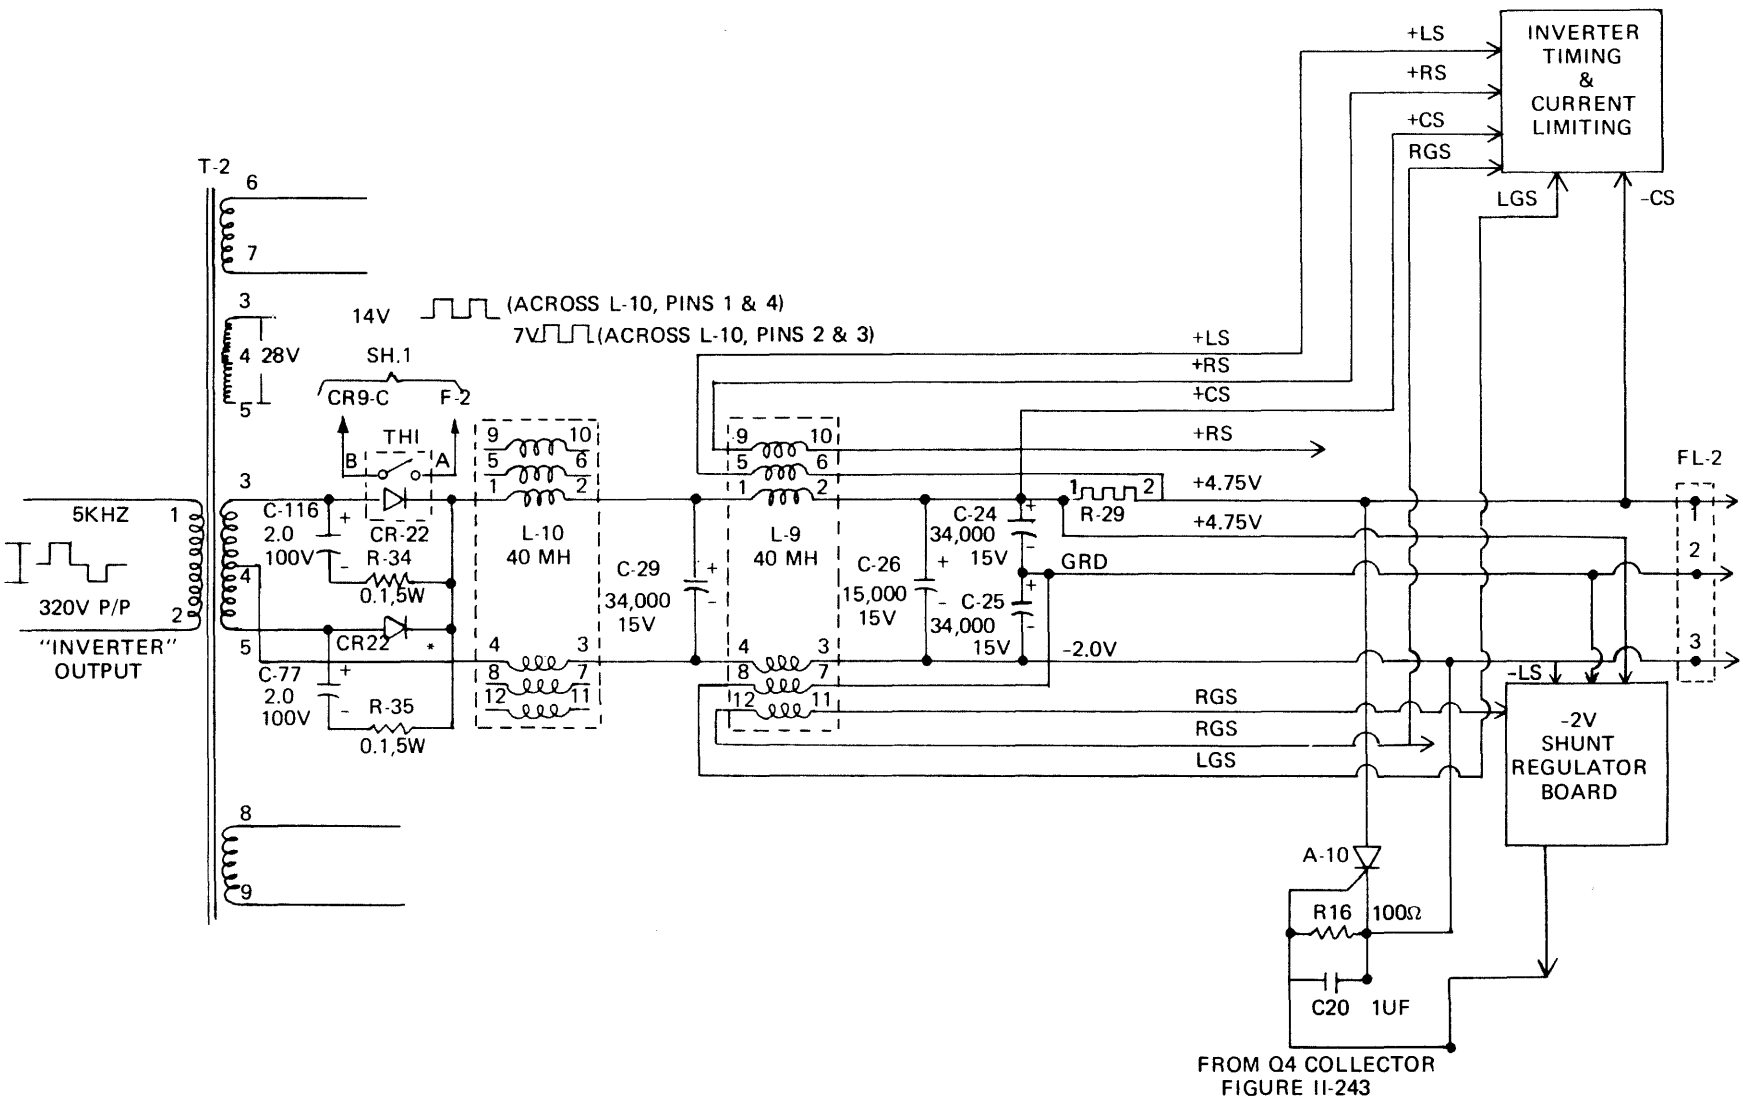 +LS
+RS
+CS
RGS
INVERTER
TIMING
&
CURRENT
LIMITING
LGS
-CS
T-2
6
7
3
4 28V
5
14V
(ACROSS L-10, PINS 1 & 4)
7V
(ACROSS L-10, PINS 2 & 3)
SH.1
CR9-C
F-2
THI
B
A
+LS
+RS
+CS
+RS
9
10
5
6
1
2
9
10
5
6
1
2
3
5KHZ
1
2
320V P/P
"INVERTER"
OUTPUT
4
5
C-116
2.0
100V
+
-
CR-22
R-34
0.1,5W
CR22
*
C-77
2.0
100V
+
-
R-35
0.1,5W
L-10
40 MH
4
3
8
7
12
11
C-29
34,000
15V
+
-
L-9
40 MH
4
3
8
7
12
11
C-26
15,000
15V
+
-
C-24
34,000
15V
+
-
C-25
34,000
15V
+
-
1
2
R-29
+4.75V
+4.75V
GRD
-2.0V
FL-2
1
2
3
RGS
RGS
LGS
-LS
-2V
SHUNT
REGULATOR
BOARD
8
9
A-10
R16
100Ω
C20
1UF
FROM Q4 COLLECTOR
FIGURE II-243